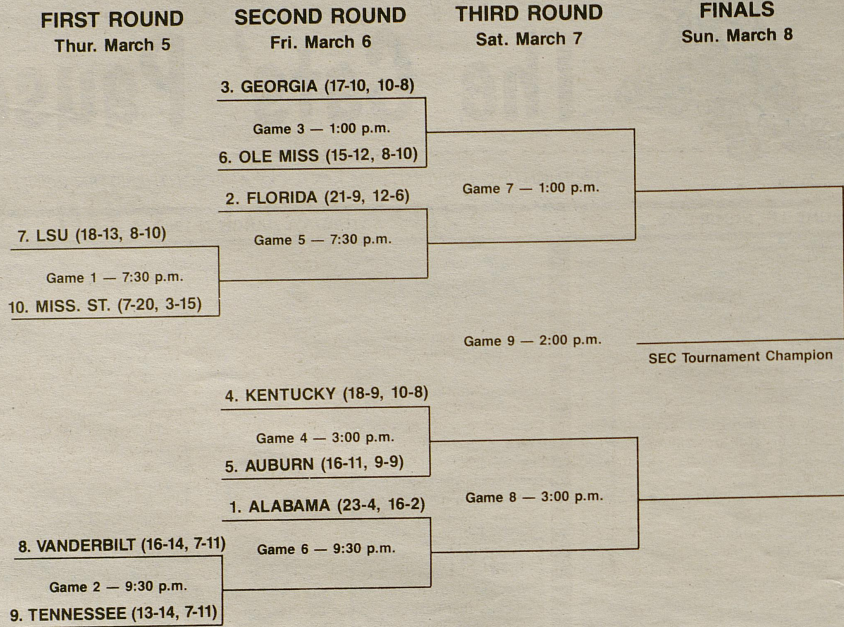 FIRST ROUND
Thur. March 5
SECOND ROUND
Fri. March 6
THIRD ROUND
Sat. March 7
FINALS
Sun. March 8
3. GEORGIA (17-10, 10-8)
Game 3 — 1:00 p.m.
6. OLE MISS (15-12, 8-10)
2. FLORIDA (21-9, 12-6)
Game 7 — 1:00 p.m.
7. LSU (18-13, 8-10)
Game 5 — 7:30 p.m.
Game 1 — 7:30 p.m.
10. MISS. ST. (7-20, 3-15)
Game 9 — 2:00 p.m.
SEC Tournament Champion
4. KENTUCKY (18-9, 10-8)
Game 4 — 3:00 p.m.
5. AUBURN (16-11, 9-9)
1. ALABAMA (23-4, 16-2)
Game 8 — 3:00 p.m.
8. VANDERBILT (16-14, 7-11)
Game 6 — 9:30 p.m.
Game 2 — 9:30 p.m.
9. TENNESSEE (13-14, 7-11)